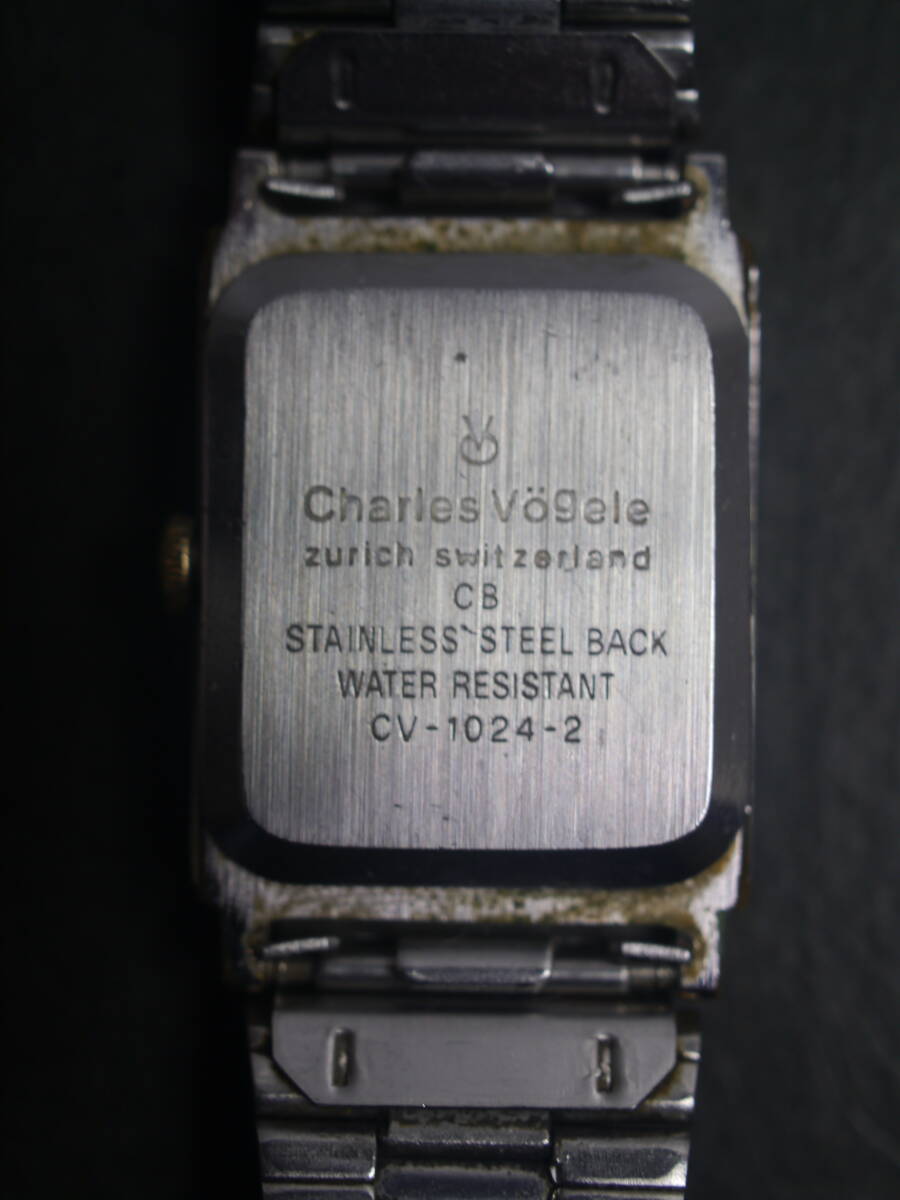 Charles Vögele
zurich switzerland
CB
STAINLESS STEEL BACK
WATER RESISTANT
CV-1024-2